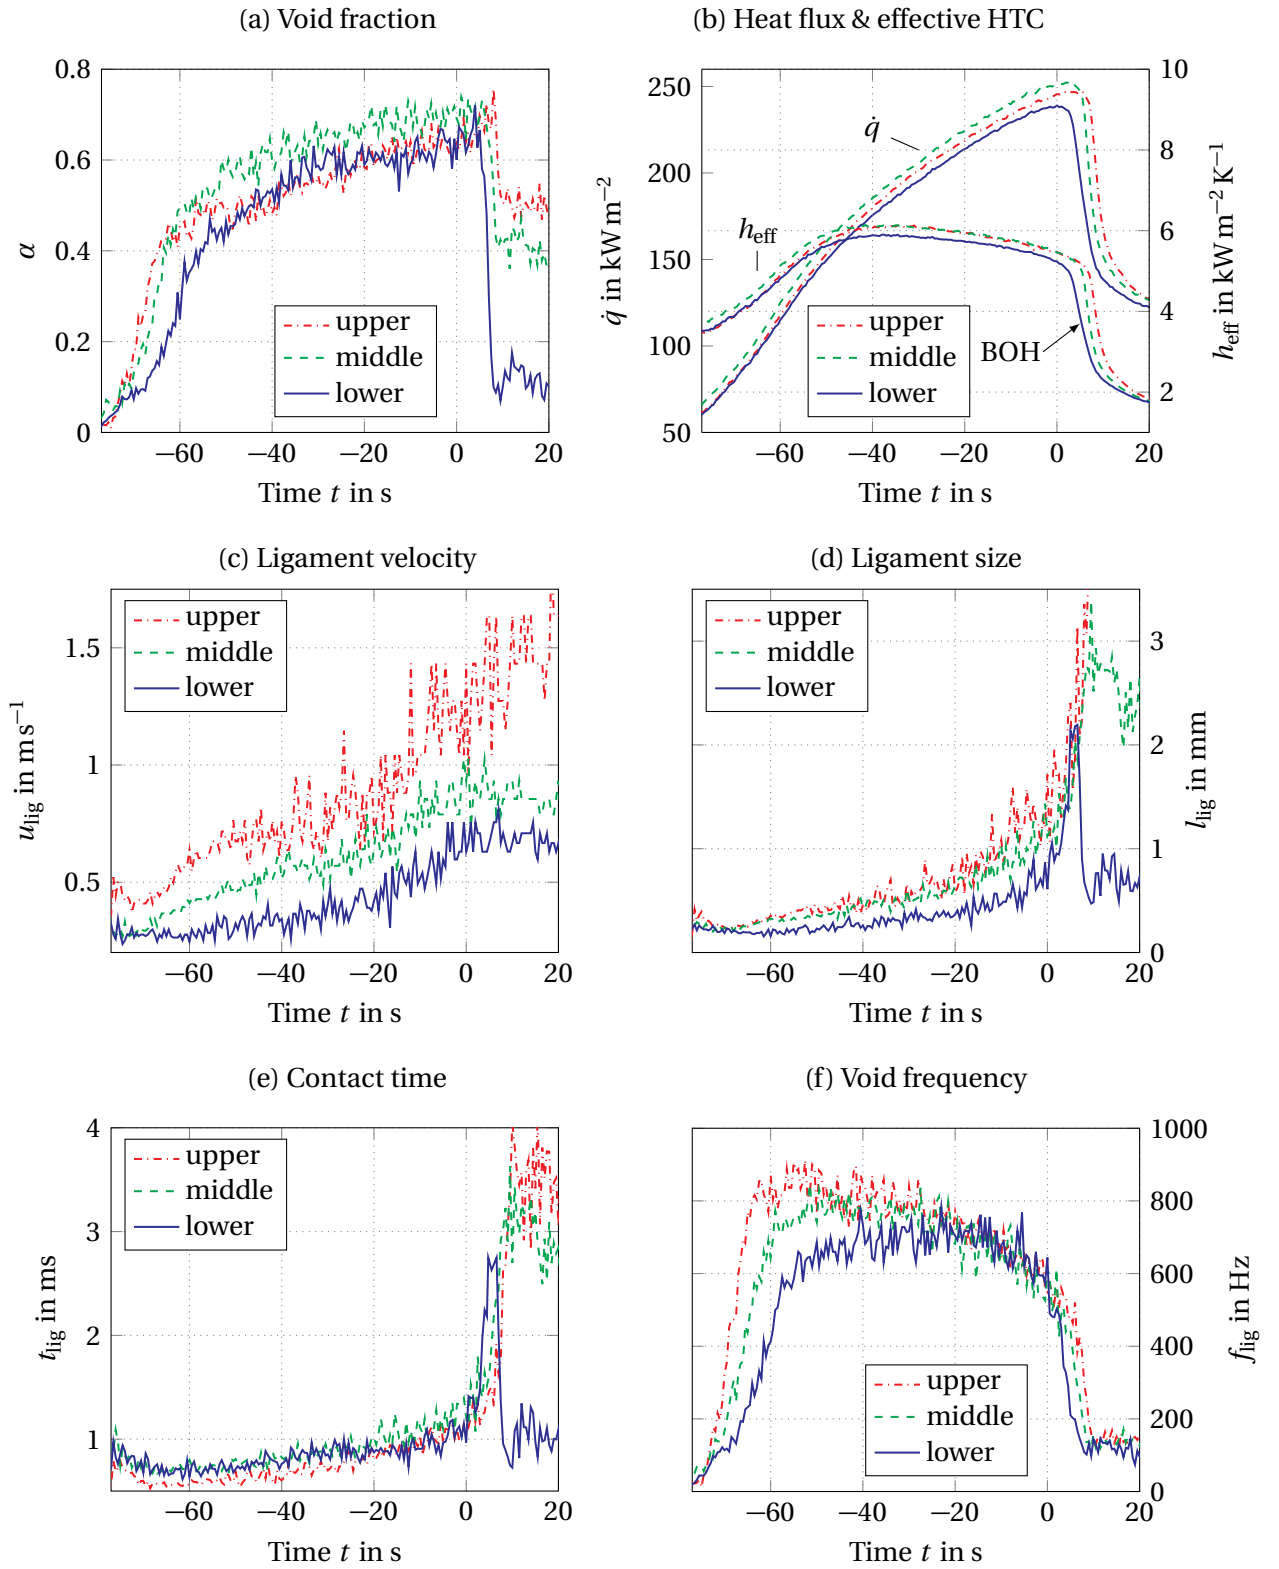 (a) Void fraction
0.8
0.6
0.4
0.2
0
α
upper
middle
lower
−60
−40
−20
0
20
Time t in s
(b) Heat flux & effective HTC
250
200
150
100
50
q̇ in kW m−2
10
8
6
4
2
heff in kW m−2 K−1
q̇
heff
BOH
upper
middle
lower
−60
−40
−20
0
20
Time t in s
(c) Ligament velocity
1.5
1
0.5
ulig in m s−1
upper
middle
lower
−60
−40
−20
0
20
Time t in s
(d) Ligament size
3
2
1
0
llig in mm
upper
middle
lower
−60
−40
−20
0
20
Time t in s
(e) Contact time
4
3
2
1
tlig in ms
upper
middle
lower
−60
−40
−20
0
20
Time t in s
(f) Void frequency
1000
800
600
400
200
0
flig in Hz
upper
middle
lower
−60
−40
−20
0
20
Time t in s